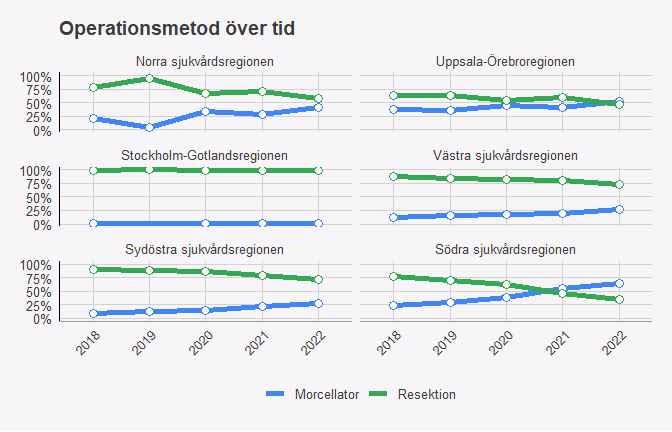 Operationsmetod över tid
Norra sjukvårdsregionen
Uppsala-Örebroregionen
100%
75%
50%
25%
0%
Stockholm-Gotlandsregionen
Västra sjukvårdsregionen
100%
75%
50%
25%
0%
Sydöstra sjukvårdsregionen
Södra sjukvårdsregionen
100%
75%
50%
25%
0%
2018 2019 2020 2021 2022
2018 2019 2020 2021 2022
Morcellator Resektion